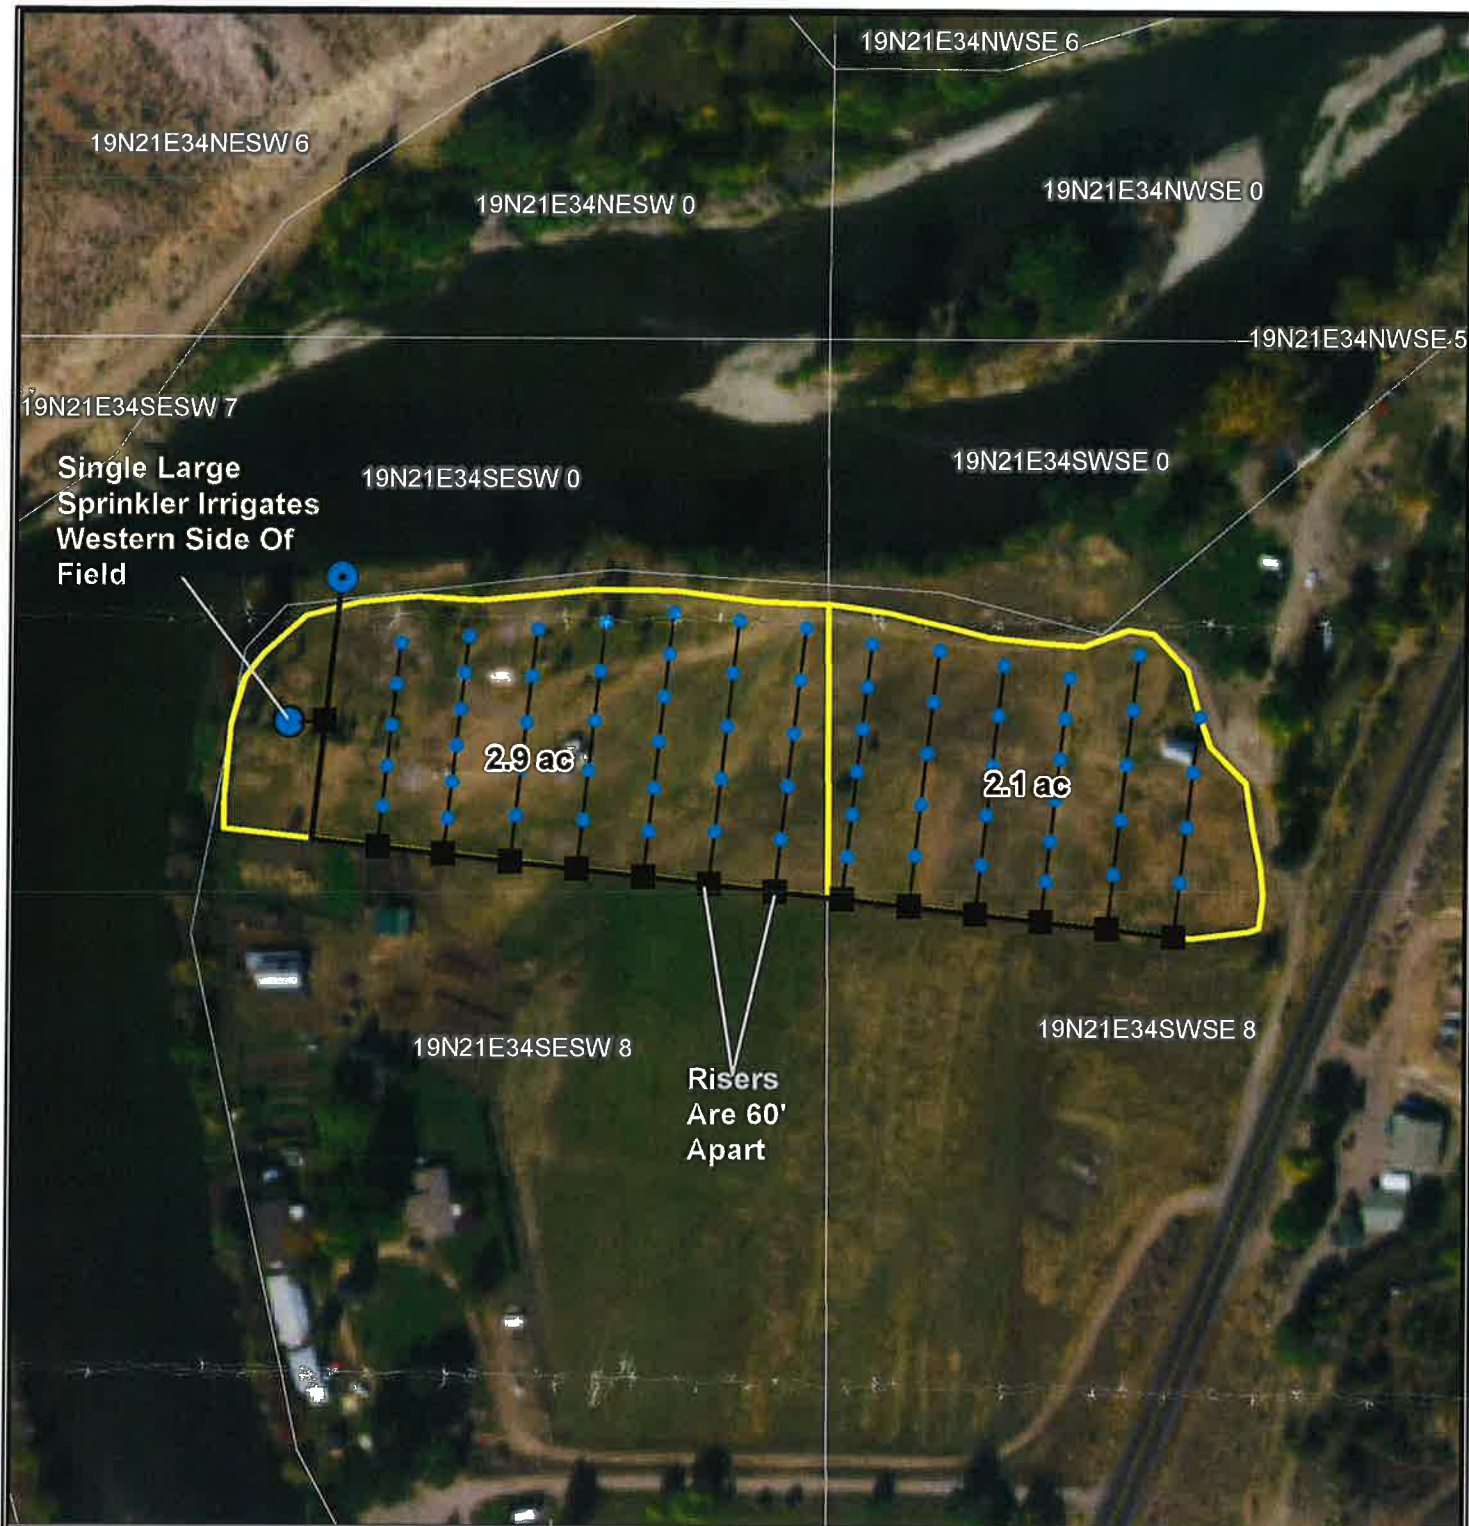 19N21E34NWSE 6
19N21E34NESW 6
19N21E34NESW 0
19N21E34NWSE 0
19N21E34NWSE 5
19N21E34SESW 7
Single Large
Sprinkler Irrigates
Western Side Of
Field
19N21E34SESW 0
19N21E34SWSE 0
2.9 ac
2.1 ac
19N21E34SESW 8
19N21E34SWSE 8
Risers
Are 60'
Apart